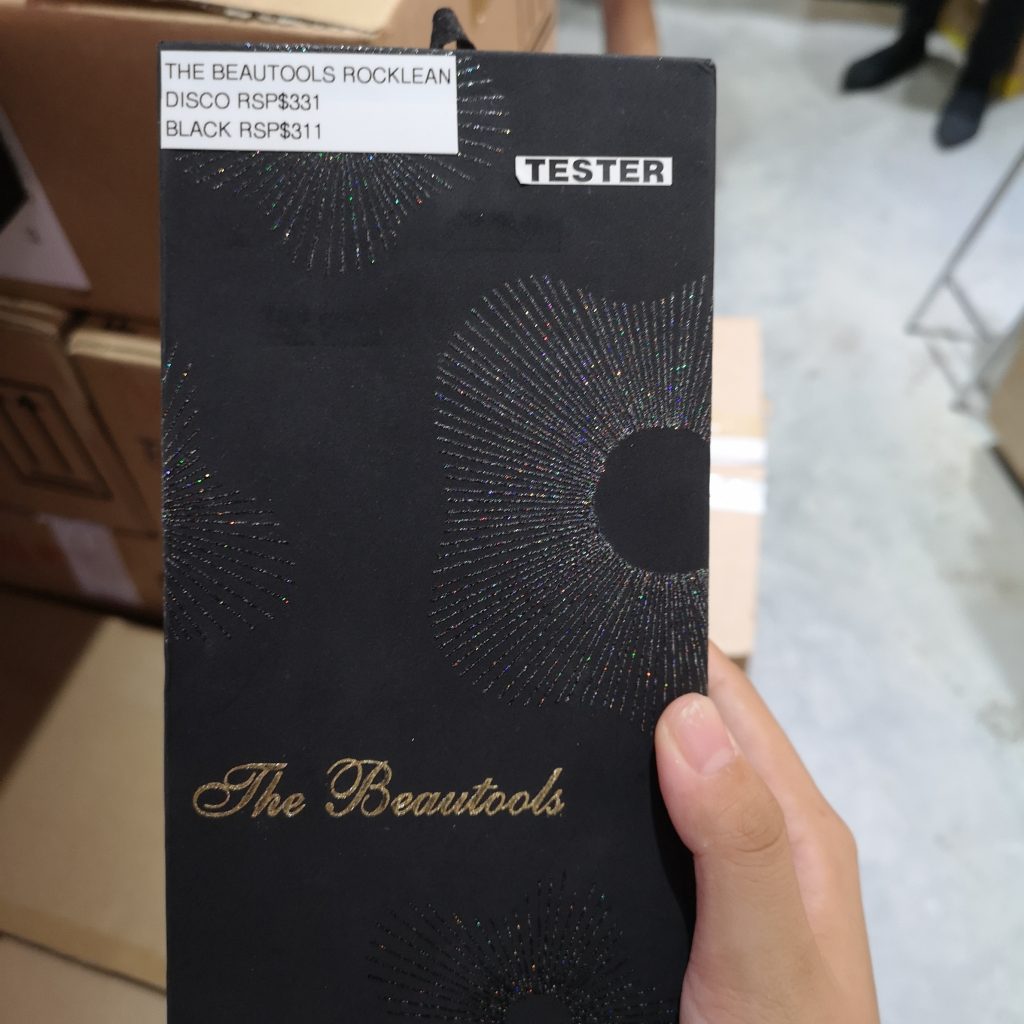 THE BEAUTOOLS ROCKLEAN
DISCO RSP$331
BLACK RSP$311
TESTER
The Beautools